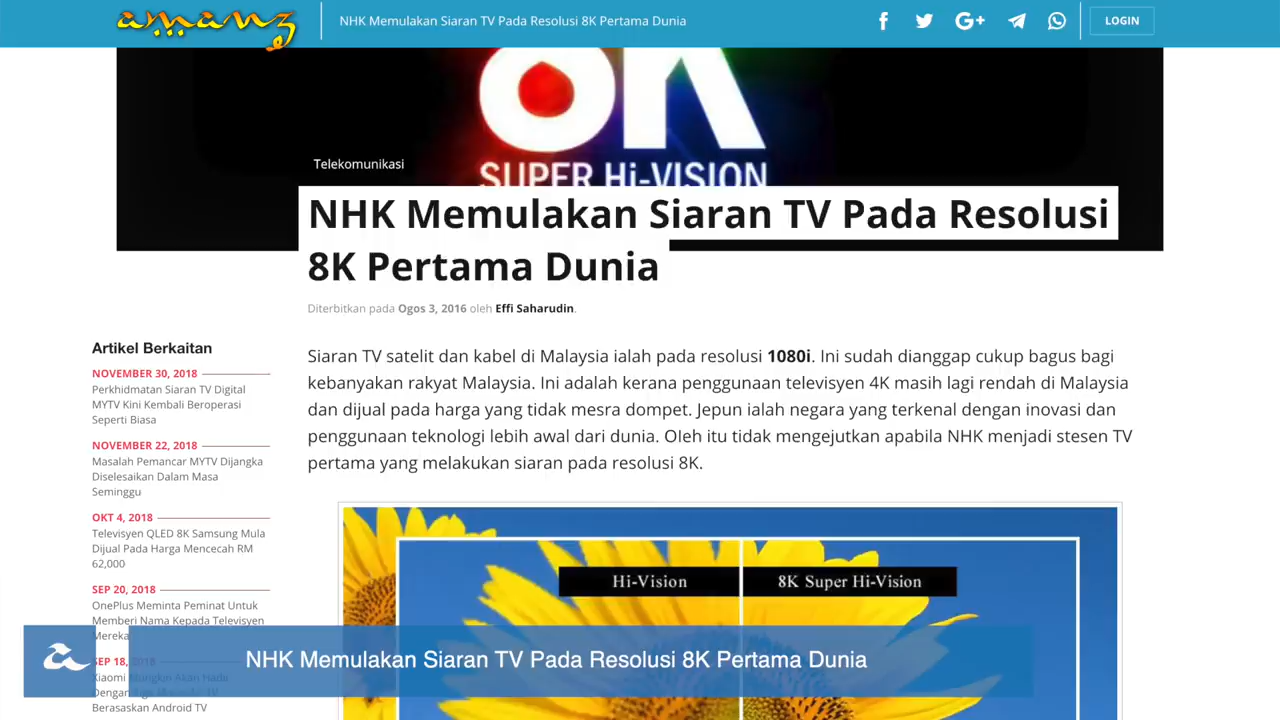 amanz
NHK Memulakan Siaran TV Pada Resolusi 8K Pertama Dunia
LOGIN
8K
SUPER Hi-VISION
Telekomunikasi
NHK Memulakan Siaran TV Pada Resolusi
8K Pertama Dunia
Diterbitkan pada Ogos 3, 2016 oleh Effi Saharudin.
Siaran TV satelit dan kabel di Malaysia ialah pada resolusi 1080i. Ini sudah dianggap cukup bagus bagi
kebanyakan rakyat Malaysia. Ini adalah kerana penggunaan televisyen 4K masih lagi rendah di Malaysia
dan dijual pada harga yang tidak mesra dompet. Jepun ialah negara yang terkenal dengan inovasi dan
penggunaan teknologi lebih awal dari dunia. Oleh itu tidak mengejutkan apabila NHK menjadi stesen TV
pertama yang melakukan siaran pada resolusi 8K.
Hi-Vision
8K Super Hi-Vision
Artikel Berkaitan
NOVEMBER 30, 2018
Perkhidmatan Siaran TV Digital
MYTV Kini Kembali Beroperasi
Seperti Biasa
NOVEMBER 22, 2018
Masalah Pemancar MYTV Dijangka
Diselesaikan Dalam Masa
Seminggu
OKT 4, 2018
Televisyen QLED 8K Samsung Mula
Dijual Pada Harga Mencecah RM
62,000
SEP 20, 2018
OnePlus Meminta Peminat Untuk
Memberi Nama Kepada Televisyen
Mereka
SEP 18, 2018
Xiaomi Mungkin Akan Hadir
Dengan
TV
Berasaskan Android TV
NHK Memulakan Siaran TV Pada Resolusi 8K Pertama Dunia